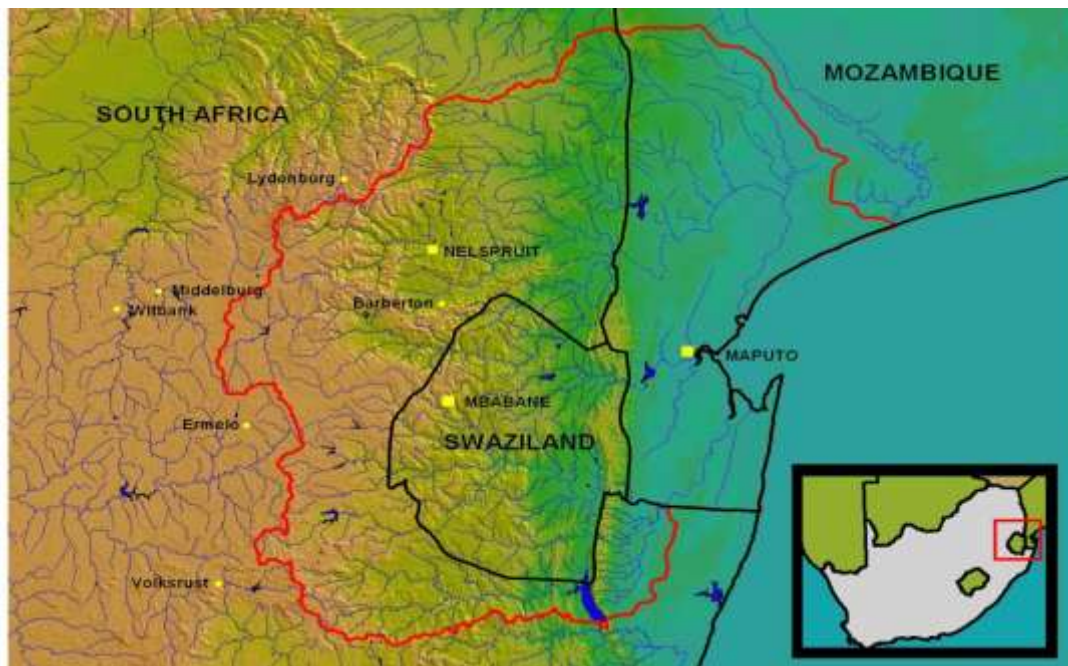 MOZAMBIQUE
SOUTH AFRICA
Lydenburg
NELSPRUIT
Middelburg
Barberton
Witbank
MAPUTO
MBABANE
Ermelo
SWAZILAND
Volksrust